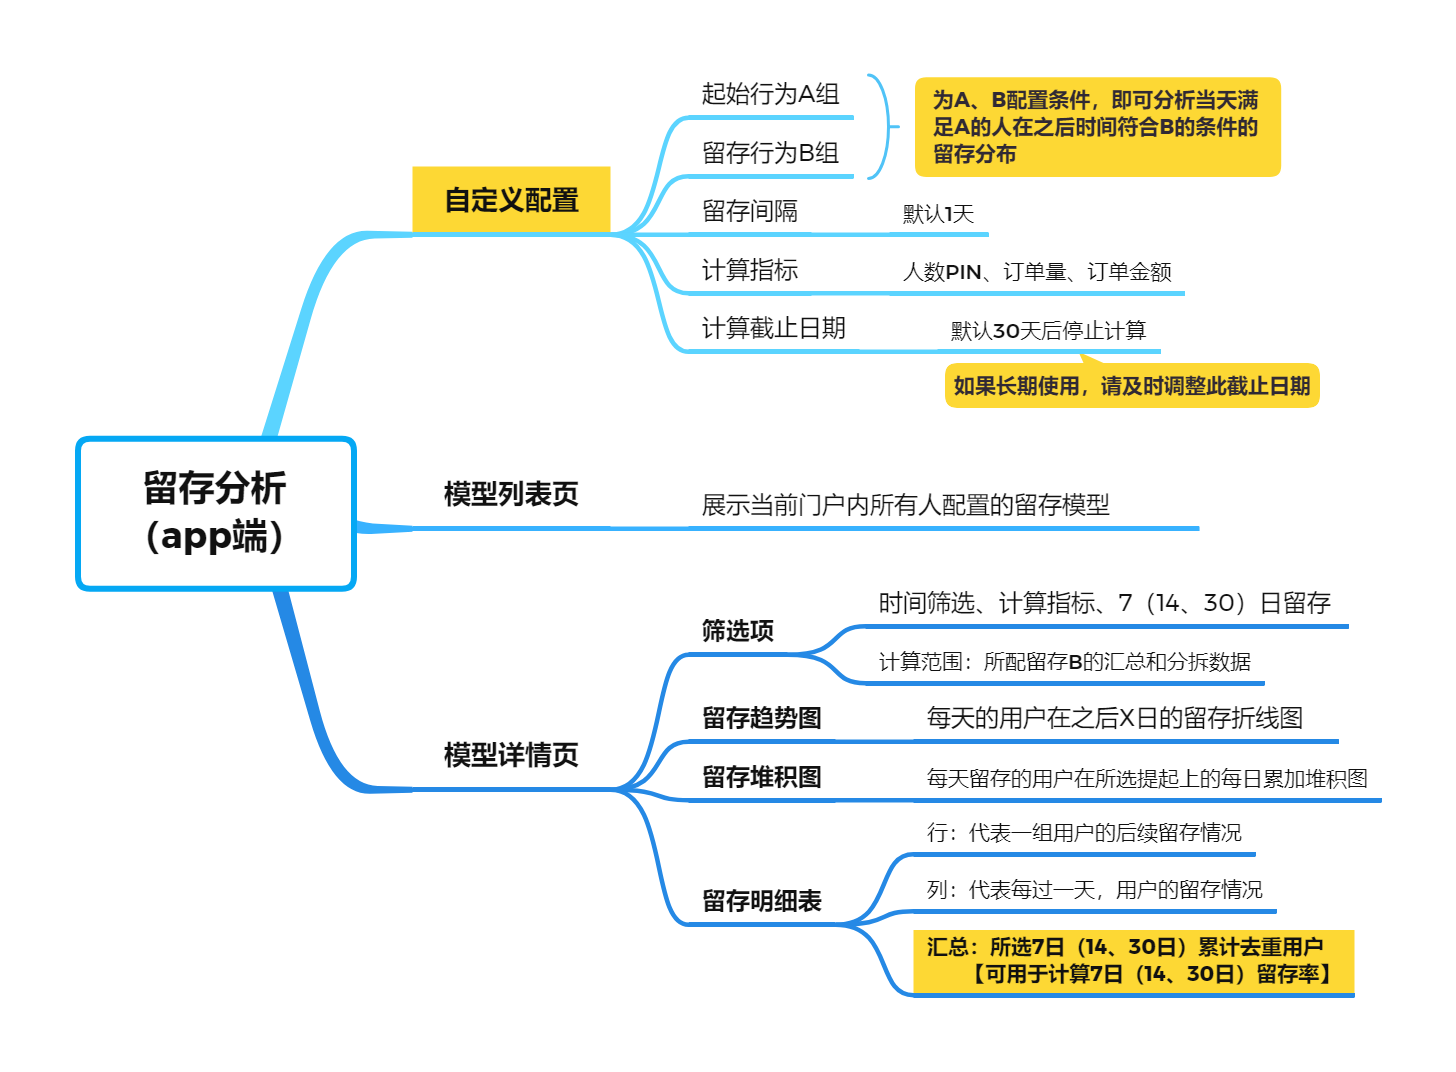 留存分析
（app端）
自定义配置
起始行为A组
留存行为B组
为A、B配置条件，即可分析当天满
足A的人在之后时间符合B的条件的
留存分布
留存间隔
默认1天
计算指标
人数PIN、订单量、订单金额
计算截止日期
默认30天后停止计算
如果长期使用，请及时调整此截止日期
模型列表页
展示当前门户内所有人配置的留存模型
模型详情页
筛选项
时间筛选、计算指标、7（14、30）日留存
计算范围：所配留存B的汇总和分拆数据
留存趋势图
每天的用户在之后X日的留存折线图
留存堆积图
每天留存的用户在所选提起上的每日累加堆积图
留存明细表
行：代表一组用户的后续留存情况
列：代表每过一天，用户的留存情况
汇总：所选7日（14、30日）累计去重用户
【可用于计算7日（14、30日）留存率】